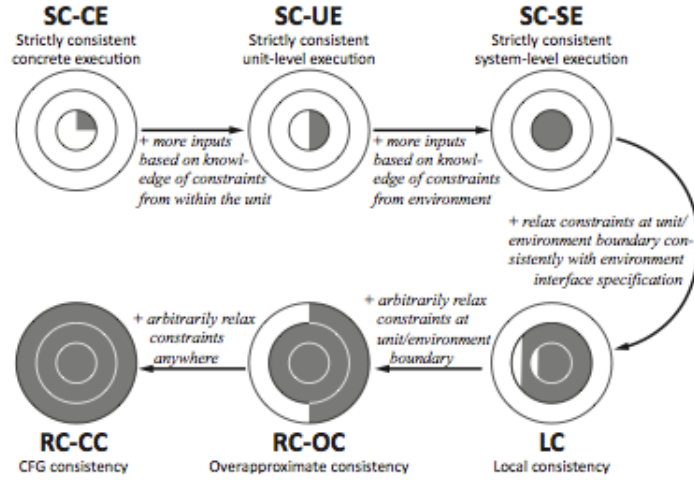 SC-CE
Strictly consistent
concrete execution
SC-UE
Strictly consistent
unit-level execution
SC-SE
Strictly consistent
system-level execution
+ more inputs
based on knowl-
edge of constraints
from within the unit
+ more inputs
based on knowl-
edge of constraints
from environment
+ relax constraints at unit/
environment boundary con-
sistently with environment
interface specification
+ arbitrarily relax
constraints at
unit/environment
boundary
+ arbitrarily relax
constraints
anywhere
RC-CC
CFG consistency
RC-OC
Overapproximate consistency
LC
Local consistency